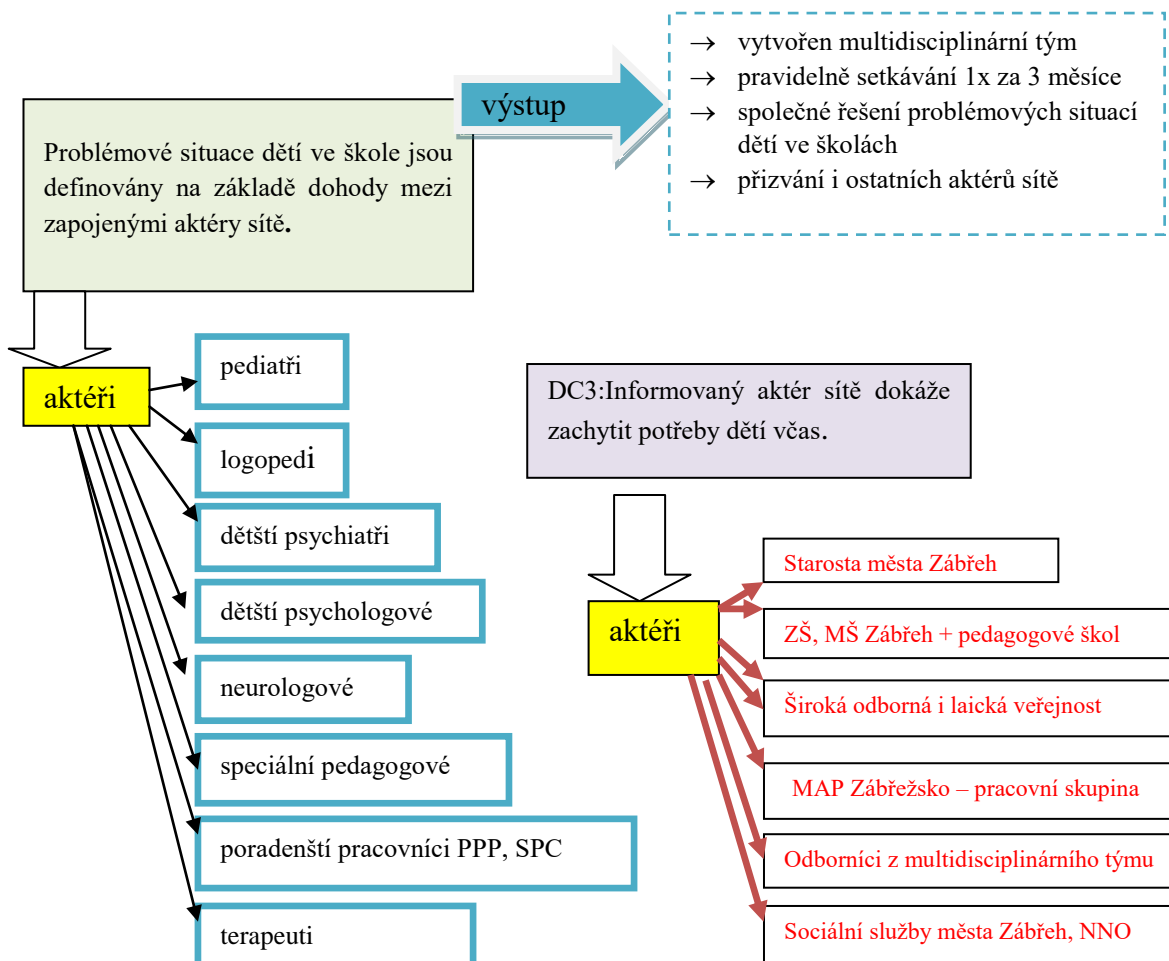 Problémové situace dětí ve škole jsou
definovány na základě dohody mezi
zapojenými aktéry sítě.
výstup
→ vytvořen multidisciplinární tým
→ pravidelně setkávání 1x za 3 měsíce
→ společné řešení problémových situací
dětí ve školách
→ přizvání i ostatních aktérů sítě
aktéři
pediatři
logopedi
dětští psychiatři
dětští psychologové
neurologové
speciální pedagogové
poradenští pracovníci PPP, SPC
terapeuti
DC3:Informovaný aktér sítě dokáže
zachytit potřeby dětí včas.
aktéři
Starosta města Zábřeh
ZŠ, MŠ Zábřeh + pedagogové škol
Široká odborná i laická veřejnost
MAP Zábřežsko – pracovní skupina
Odborníci z multidisciplinárního týmu
Sociální služby města Zábřeh, NNO